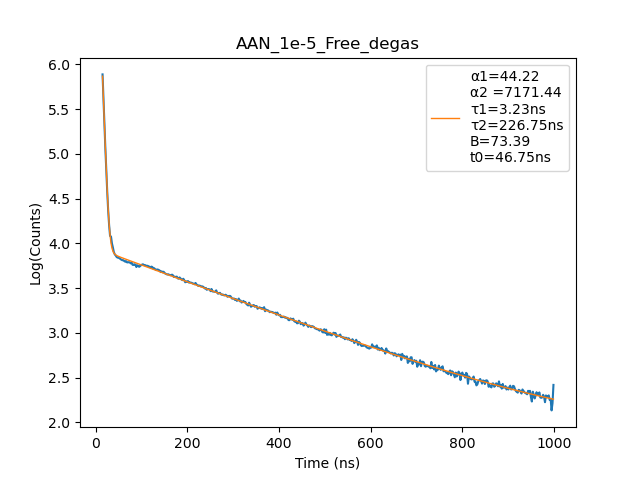 AAN_1e-5_Free_degas
α1=44.22
α2 =7171.44
τ1=3.23ns
τ2=226.75ns
B=73.39
t0=46.75ns
Log(Counts)
6.0
5.5
5.0
4.5
4.0
3.5
3.0
2.5
2.0
0 200 400 600 800 1000
Time (ns)